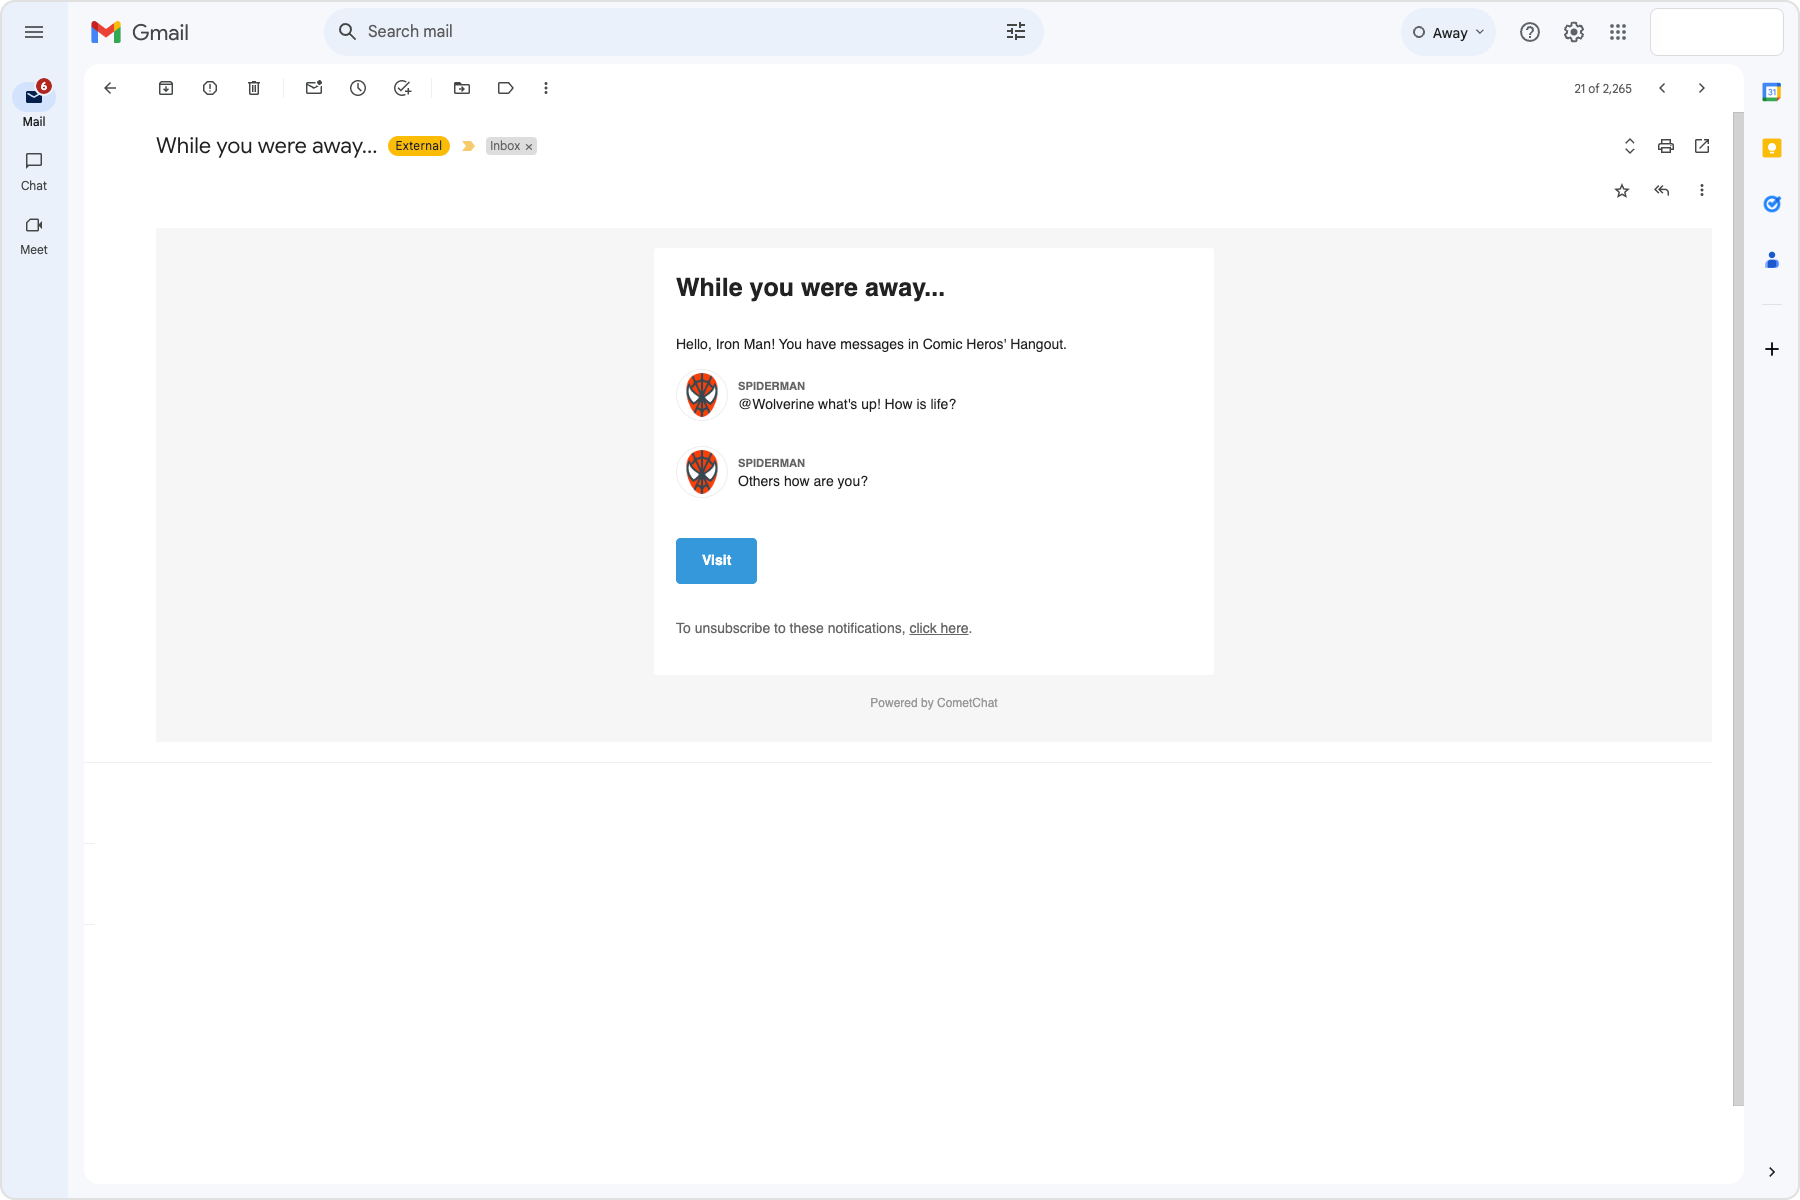 Gmail
Search mail
Away
6
Mail
Chat
Meet
21 of 2,265
31
While you were away...
External
Inbox ×
While you were away...
Hello, Iron Man! You have messages in Comic Heros' Hangout.
SPIDERMAN
@Wolverine what's up! How is life?
SPIDERMAN
Others how are you?
Visit
To unsubscribe to these notifications, click here.
Powered by CometChat